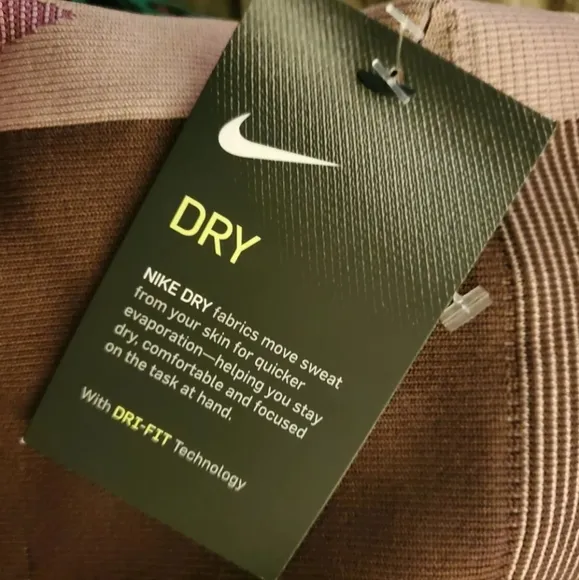 DRY
NIKE DRY fabrics move sweat
from your skin for quicker
evaporation—helping you stay
dry, comfortable and focused
on the task at hand.
With DRI-FIT Technology